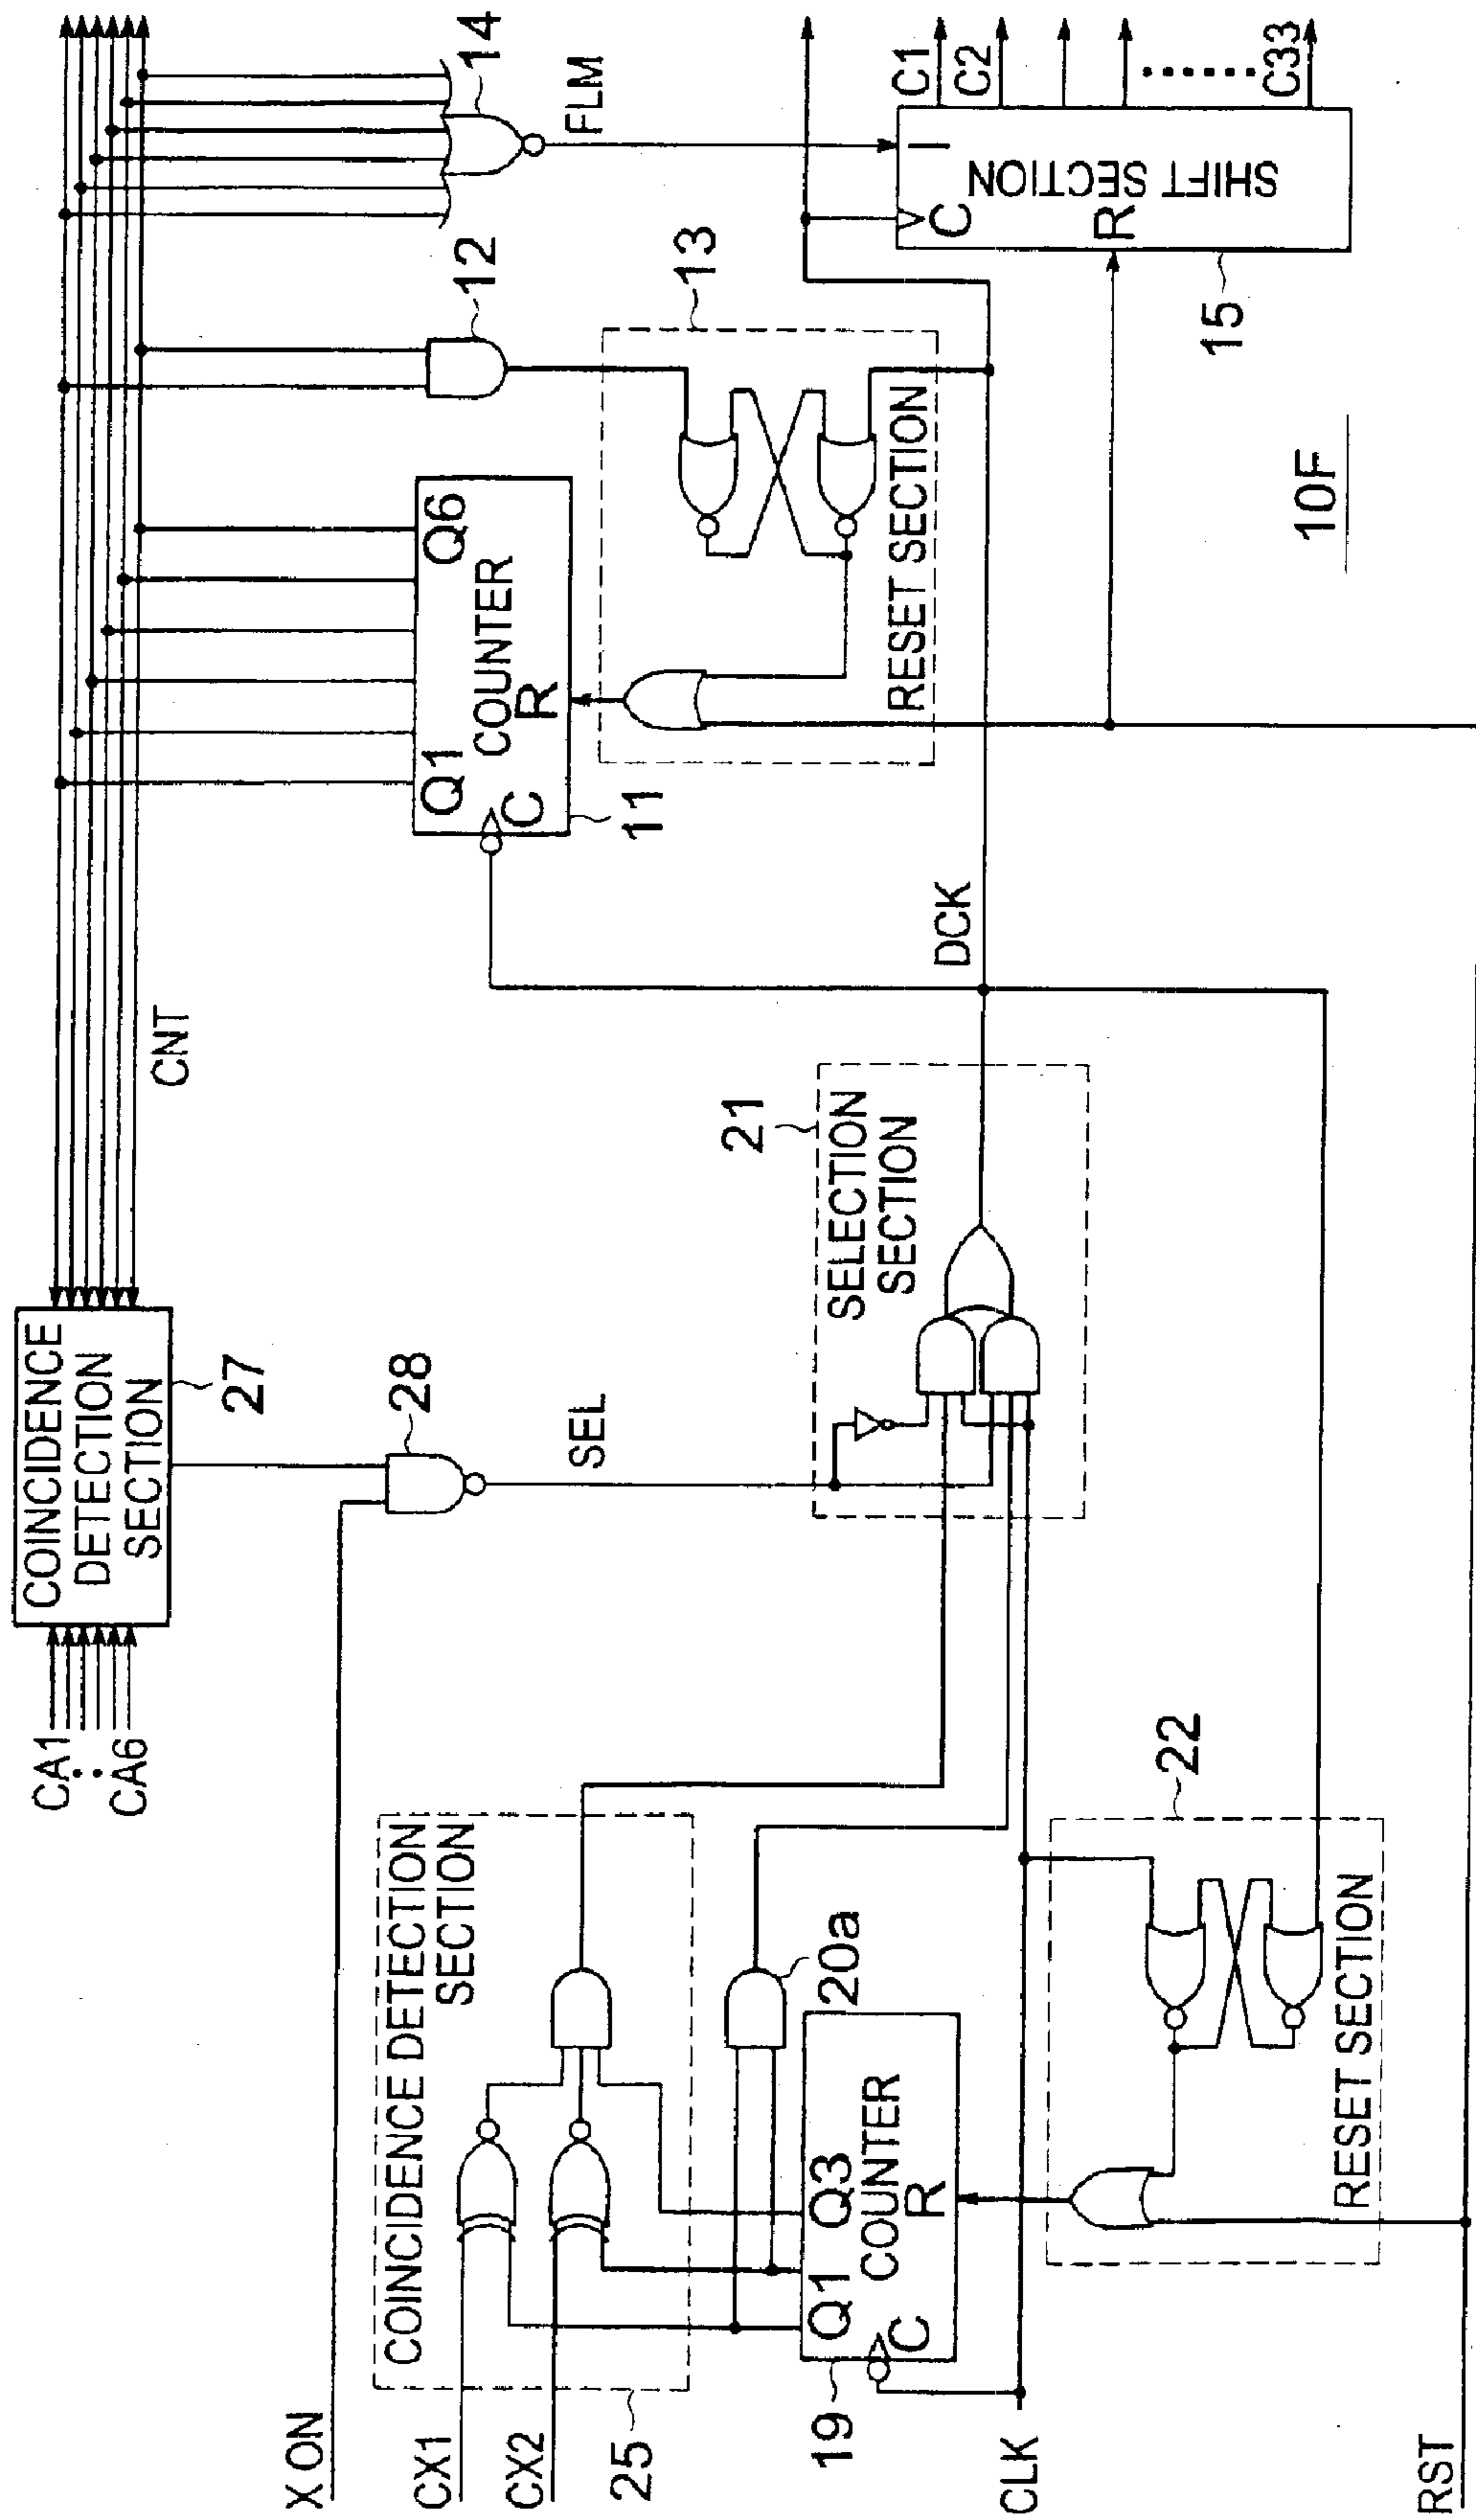 CA1
CA6
COINCIDENCE
DETECTION
SECTION
27
CNT
X ON
28
SEL
CX1
CX2
25
COINCIDENCE DETECTION
SECTION
20a
19
Q1
Q3
COUNTER
C
R
CLK
RST
22
RESET SECTION
21
SELECTION
SECTION
DCK
11
Q1
Q6
COUNTER
C
R
12
13
RESET SECTION
14
FLM
C
I
R
SHIFT SECTION
15
C1
C2
C33
10F